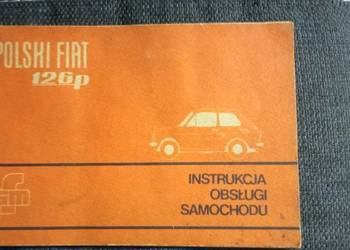 POLSKI FIAT
126p
INSTRUKCJA
OBSŁUGI
SAMOCHODU